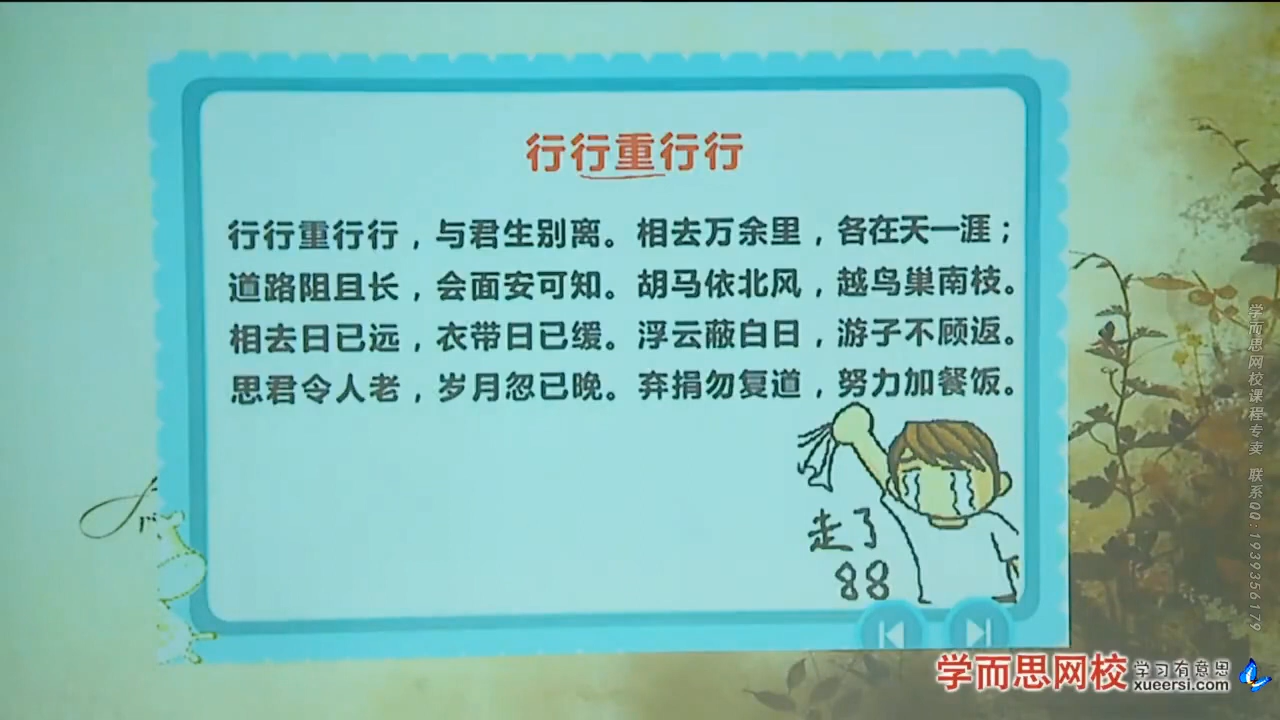 行行重行行
行行重行行，与君生别离。相去万余里，各在天一涯；
道路阻且长，会面安可知。胡马依北风，越鸟巢南枝。
相去日已远，衣带日已缓。浮云蔽白日，游子不顾返。
思君令人老，岁月忽已晚。弃捐勿复道，努力加餐饭。
走了
88
学而思网校课程专卖 联系QQ:1939356179
学而思网校 学习有意思
xueersi.com